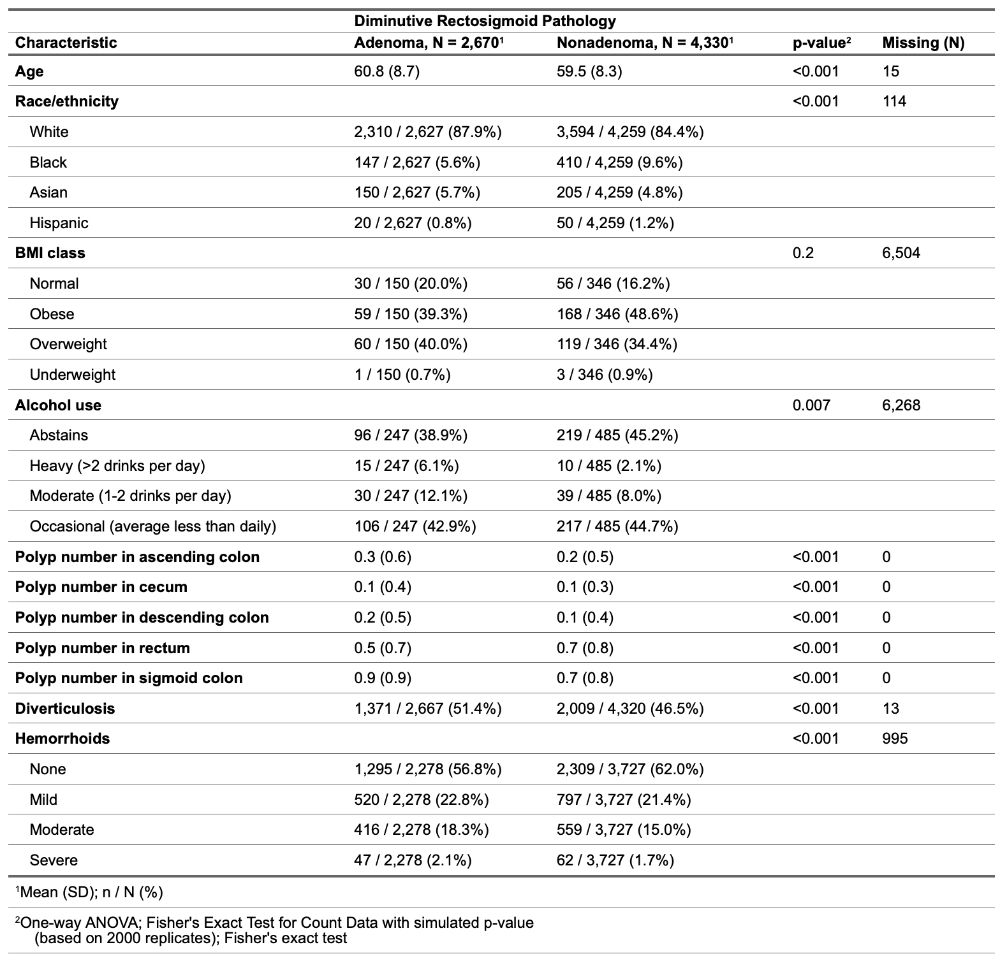 Diminutive Rectosigmoid Pathology
Characteristic Adenoma, N = 2,670¹ Nonadenoma, N = 4,330¹ p-value² Missing (N)
Age 60.8 (8.7) 59.5 (8.3) <0.001 15
Race/ethnicity <0.001 114
White 2,310 / 2,627 (87.9%) 3,594 / 4,259 (84.4%)
Black 147 / 2,627 (5.6%) 410 / 4,259 (9.6%)
Asian 150 / 2,627 (5.7%) 205 / 4,259 (4.8%)
Hispanic 20 / 2,627 (0.8%) 50 / 4,259 (1.2%)
BMI class 0.2 6,504
Normal 30 / 150 (20.0%) 56 / 346 (16.2%)
Obese 59 / 150 (39.3%) 168 / 346 (48.6%)
Overweight 60 / 150 (40.0%) 119 / 346 (34.4%)
Underweight 1 / 150 (0.7%) 3 / 346 (0.9%)
Alcohol use 0.007 6,268
Abstains 96 / 247 (38.9%) 219 / 485 (45.2%)
Heavy (>2 drinks per day) 15 / 247 (6.1%) 10 / 485 (2.1%)
Moderate (1-2 drinks per day) 30 / 247 (12.1%) 39 / 485 (8.0%)
Occasional (average less than daily) 106 / 247 (42.9%) 217 / 485 (44.7%)
Polyp number in ascending colon 0.3 (0.6) 0.2 (0.5) <0.001 0
Polyp number in cecum 0.1 (0.4) 0.1 (0.3) <0.001 0
Polyp number in descending colon 0.2 (0.5) 0.1 (0.4) <0.001 0
Polyp number in rectum 0.5 (0.7) 0.7 (0.8) <0.001 0
Polyp number in sigmoid colon 0.9 (0.9) 0.7 (0.8) <0.001 0
Diverticulosis 1,371 / 2,667 (51.4%) 2,009 / 4,320 (46.5%) <0.001 13
Hemorrhoids <0.001 995
None 1,295 / 2,278 (56.8%) 2,309 / 3,727 (62.0%)
Mild 520 / 2,278 (22.8%) 797 / 3,727 (21.4%)
Moderate 416 / 2,278 (18.3%) 559 / 3,727 (15.0%)
Severe 47 / 2,278 (2.1%) 62 / 3,727 (1.7%)
¹Mean (SD); n / N (%)
²One-way ANOVA; Fisher's Exact Test for Count Data with simulated p-value
(based on 2000 replicates); Fisher's exact test